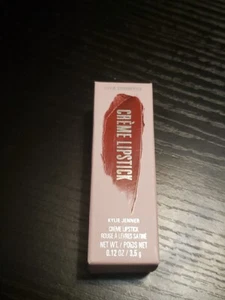 CRÈME LIPSTICK
KYLIE JENNER
CRÈME LIPSTICK
ROUGE À LÈVRES SATINÉ
NET WT. / POIDS NET
0.12 OZ / 3.5 g